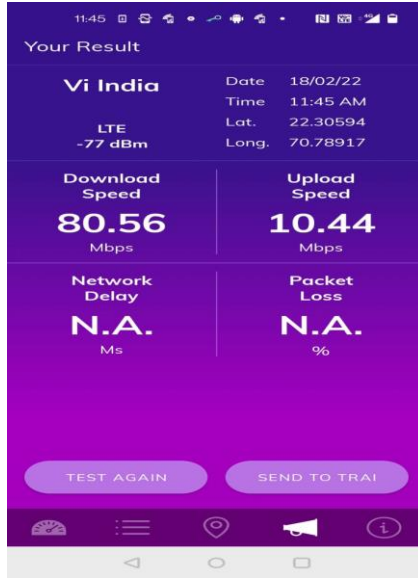 11:45
Your Result
Vi India
LTE
-77 dBm
Date 18/02/22
Time 11:45 AM
Lat. 22.30594
Long. 70.78917
Download
Speed
80.56
Mbps
Upload
Speed
10.44
Mbps
Network
Delay
N.A.
Ms
Packet
Loss
N.A.
%
TEST AGAIN
SEND TO TRAI